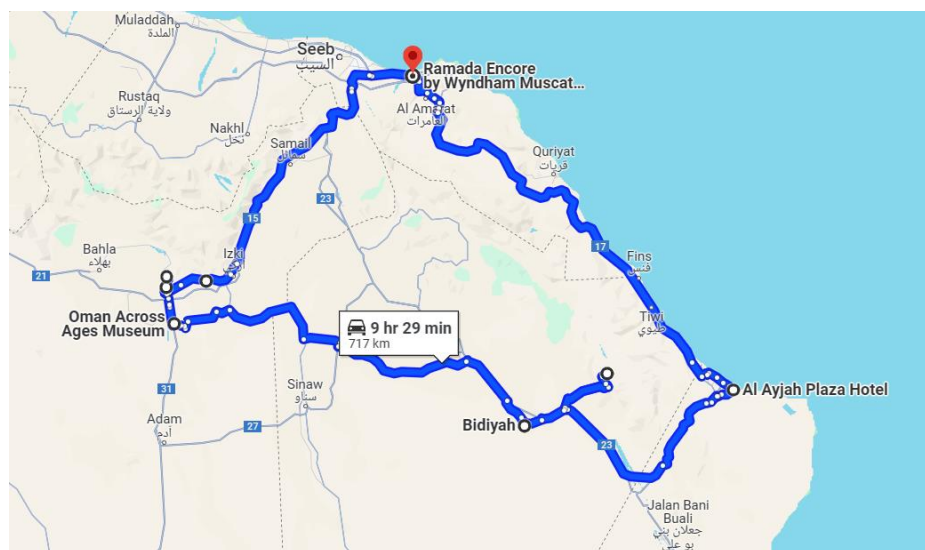 Muladdah
الملدة
Seeb
السيب
Ramada Encore
by Wyndham Muscat...
Al Amarat
العامرات
Rustaq
ولاية الرستاق
Nakhl
نخل
Samail
سمائل
Quriyat
قريات
23
15
17
Bahla
بهلاء
Izki
21
Fins
فنس
Oman Across
Ages Museum
9 hr 29 min
717 km
Tiwi
طيوي
31
Sinaw
سناو
Al Ayjah Plaza Hotel
Adam
آدم
27
Bidiyah
23
Jalan Bani
Buali
جعلان بني
بو علي